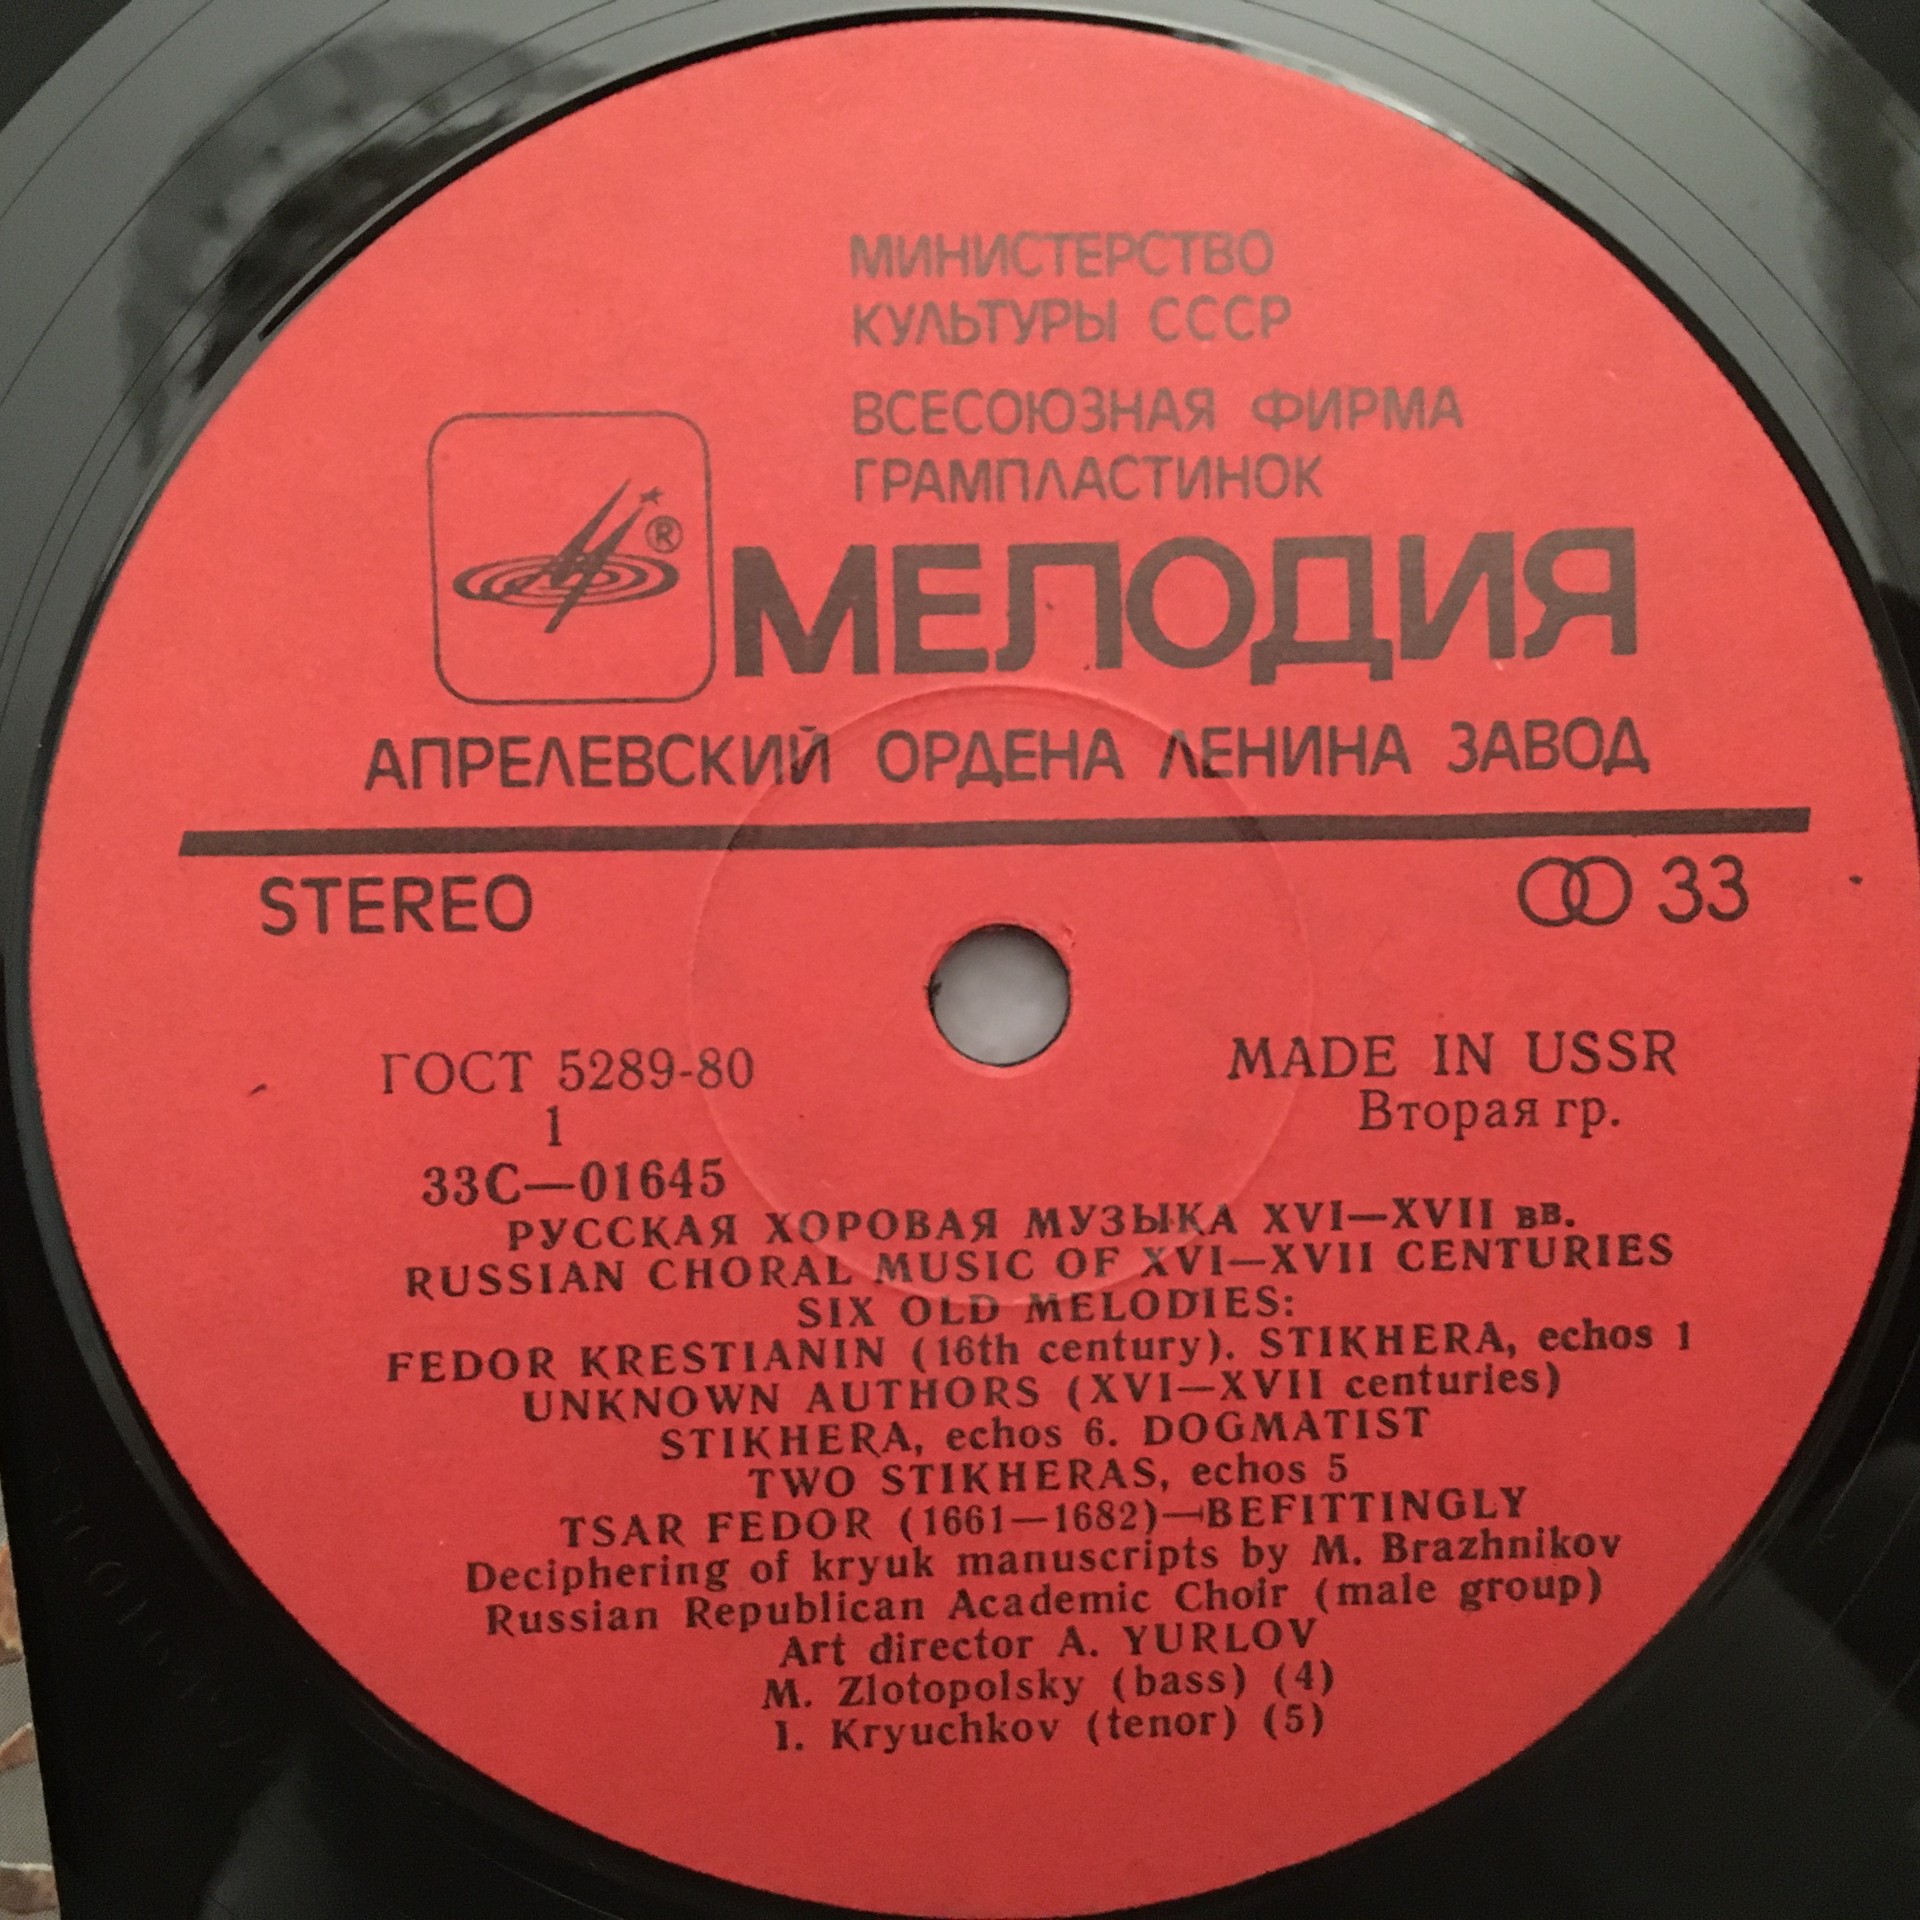 МИНИСТЕРСТВО
КУЛЬТУРЫ СССР
ВСЕСОЮЗНАЯ ФИРМА
ГРАМПЛАСТИНОК
®
МЕЛОДИЯ
АПРЕЛЕВСКИЙ ОРДЕНА ЛЕНИНА ЗАВОД
STEREO
33
ГОСТ 5289-80
MADE IN USSR
1
Вторая гр.
33С—01645
РУССКАЯ ХОРОВАЯ МУЗЫКА XVI—XVII вв.
RUSSIAN CHORAL MUSIC OF XVI—XVII CENTURIES
SIX OLD MELODIES:
FEDOR KRESTIANIN (16th century). STIKHERA, echos 1
UNKNOWN AUTHORS (XVI—XVII centuries)
STIKHERA, echos 6. DOGMATIST
TWO STIKHERAS, echos 5
TSAR FEDOR (1661—1682)—BEFITTINGLY
Deciphering of kryuk manuscripts by M. Brazhnikov
Russian Republican Academic Choir (male group)
Art director A. YURLOV
M. Zlotopolsky (bass) (4)
I. Kryuchkov (tenor) (5)